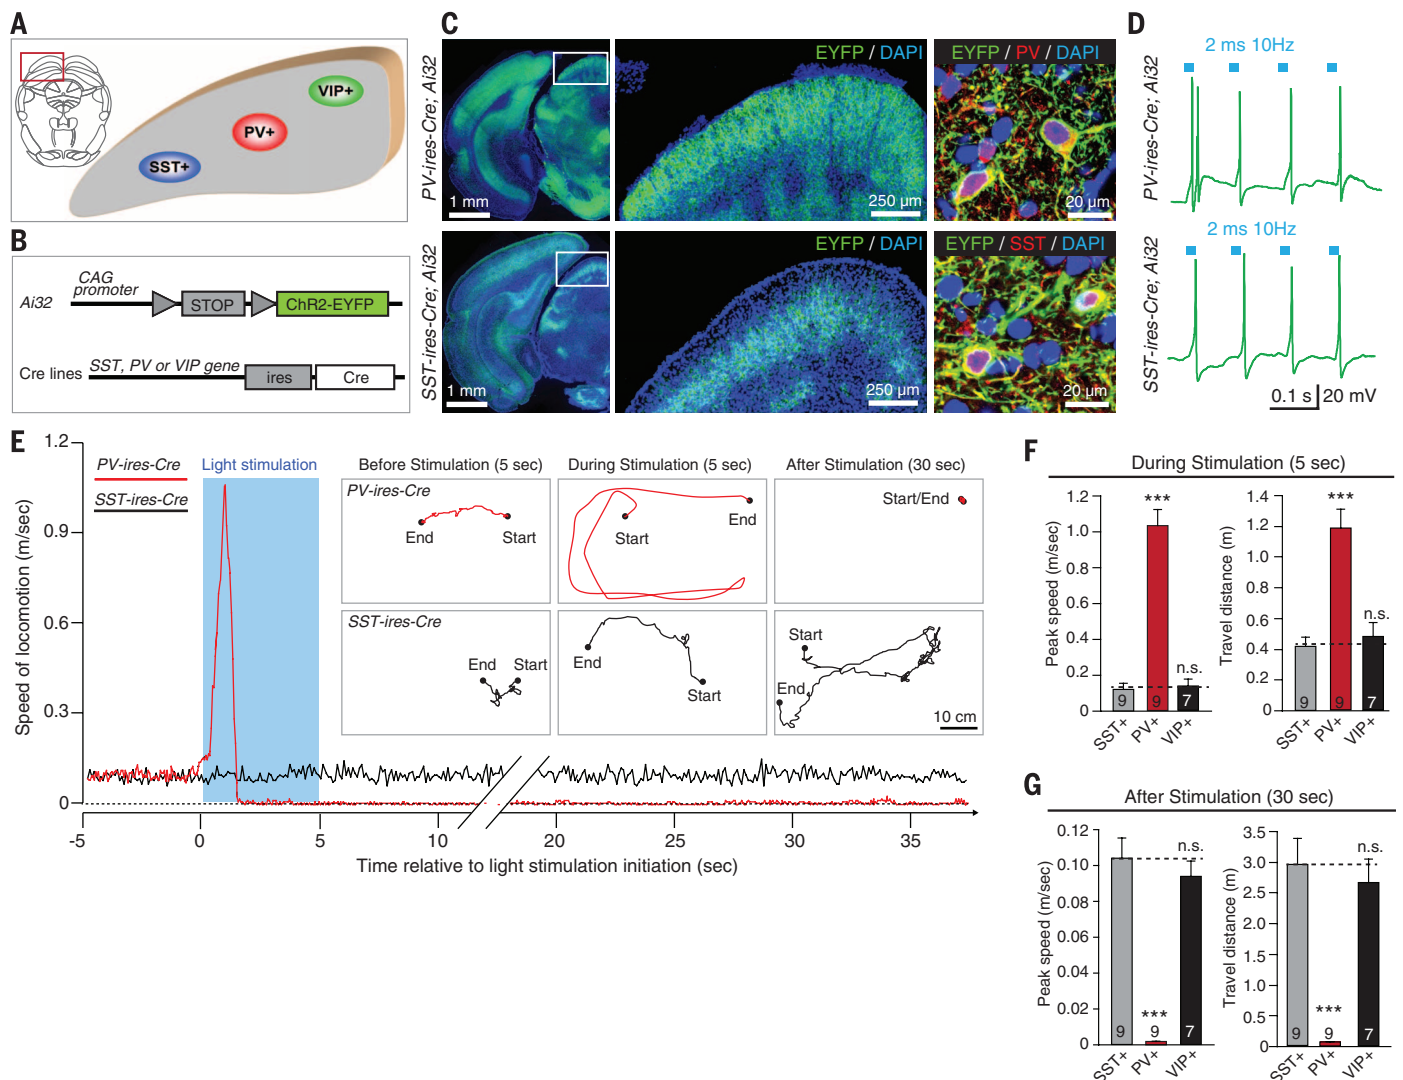 A
VIP+
PV+
SST+
B
CAG
promoter
Ai32
STOP
ChR2-EYFP
SST, PV or VIP gene
Cre lines
ires
Cre
C
PV-ires-Cre; Ai32
1 mm
EYFP / DAPI
250 µm
EYFP / PV / DAPI
20 µm
SST-ires-Cre; Ai32
1 mm
EYFP / DAPI
250 µm
EYFP / SST / DAPI
20 µm
D
PV-ires-Cre; Ai32
2 ms 10Hz
SST-ires-Cre; Ai32
2 ms 10Hz
0.1 s
20 mV
E
Speed of locomotion (m/sec)
1.2
0.9
0.6
0.3
0
PV-ires-Cre
SST-ires-Cre
Light stimulation
Before Stimulation (5 sec)
During Stimulation (5 sec)
After Stimulation (30 sec)
PV-ires-Cre
End
Start
Start
End
Start/End
SST-ires-Cre
End
Start
End
Start
Start
End
10 cm
-5
0
5
10
20
25
30
35
Time relative to light stimulation initiation (sec)
F
During Stimulation (5 sec)
Peak speed (m/sec)
1.2
1.0
0.8
0.6
0.4
0.2
0
***
n.s.
9
9
7
SST+
PV+
VIP+
Travel distance (m)
1.4
1.2
1.0
0.8
0.6
0.4
0.2
0
***
n.s.
9
9
7
SST+
PV+
VIP+
G
After Stimulation (30 sec)
Peak speed (m/sec)
0.12
0.10
0.08
0.06
0.04
0.02
0
n.s.
***
9
9
7
SST+
PV+
VIP+
Travel distance (m)
3.5
3.0
2.5
2.0
1.5
1.0
0.5
0
n.s.
***
9
9
7
SST+
PV+
VIP+